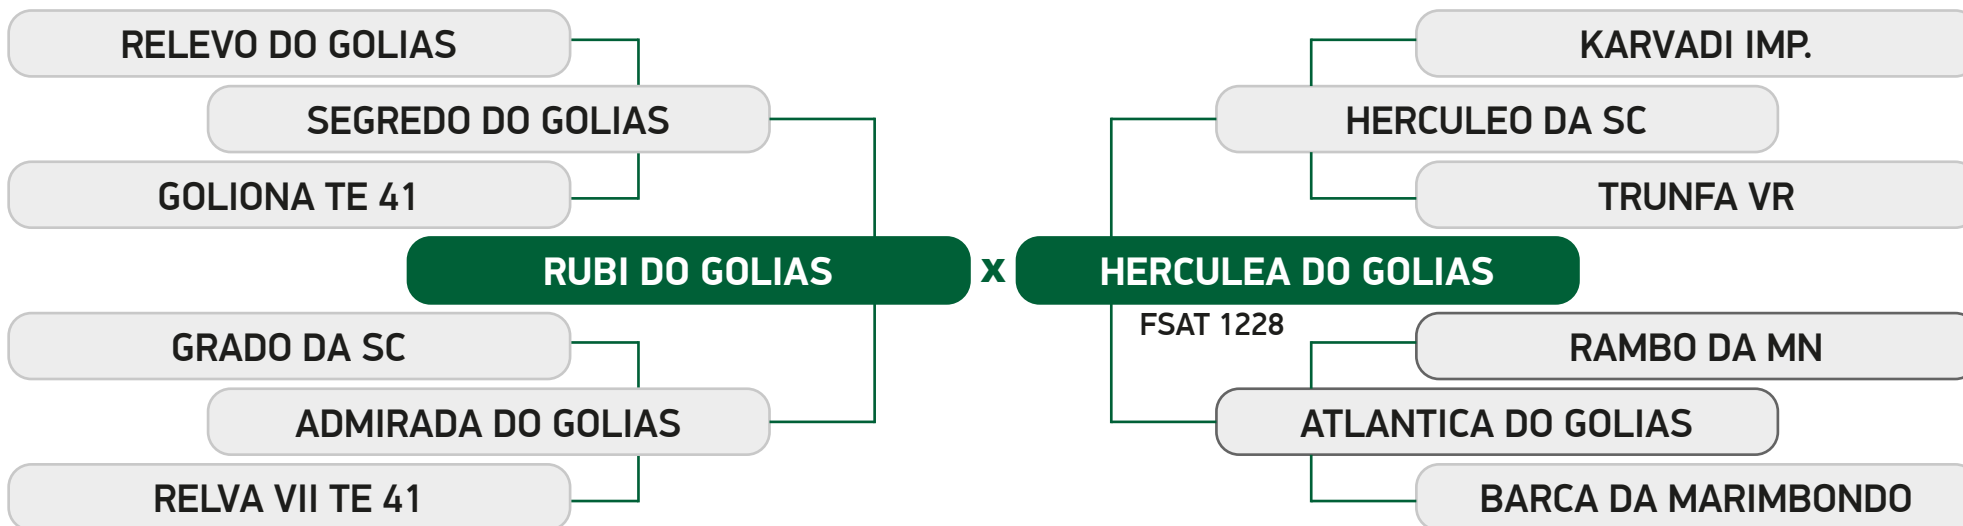 RELEVO DO GOLIAS
SEGREDO DO GOLIAS
GOLIONA TE 41
RUBI DO GOLIAS
GRADO DA SC
ADMIRADA DO GOLIAS
RELVA VII TE 41
x
KARVADI IMP.
HERCULEO DA SC
TRUNFA VR
HERCULEA DO GOLIAS
FSAT 1228
RAMBO DA MN
ATLANTICA DO GOLIAS
BARCA DA MARIMBONDO